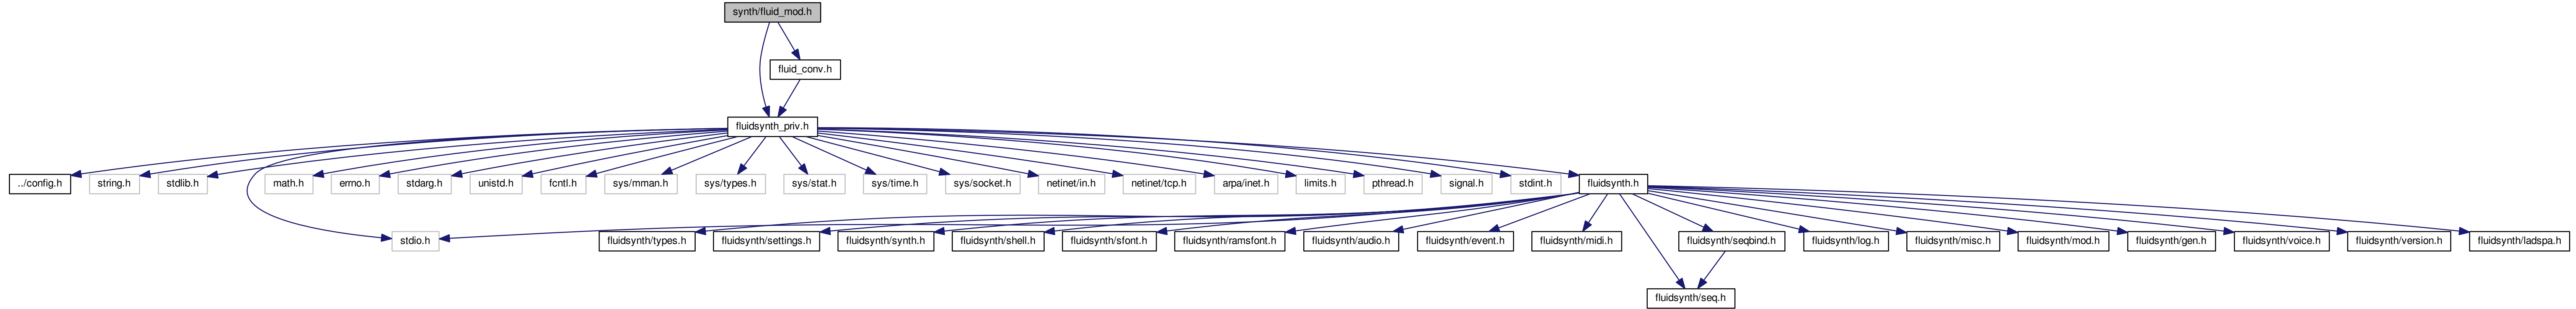 synth/fluid_mod.h
fluid_conv.h
fluidsynth_priv.h
../config.h
string.h
stdlib.h
math.h
errno.h
stdarg.h
unistd.h
fcntl.h
sys/mman.h
sys/types.h
sys/stat.h
sys/time.h
sys/socket.h
netinet/in.h
netinet/tcp.h
arpa/inet.h
limits.h
pthread.h
signal.h
stdint.h
fluidsynth.h
stdio.h
fluidsynth/types.h
fluidsynth/settings.h
fluidsynth/synth.h
fluidsynth/shell.h
fluidsynth/sfont.h
fluidsynth/ramsfont.h
fluidsynth/audio.h
fluidsynth/event.h
fluidsynth/midi.h
fluidsynth/seqbind.h
fluidsynth/log.h
fluidsynth/misc.h
fluidsynth/mod.h
fluidsynth/gen.h
fluidsynth/voice.h
fluidsynth/version.h
fluidsynth/ladspa.h
fluidsynth/seq.h